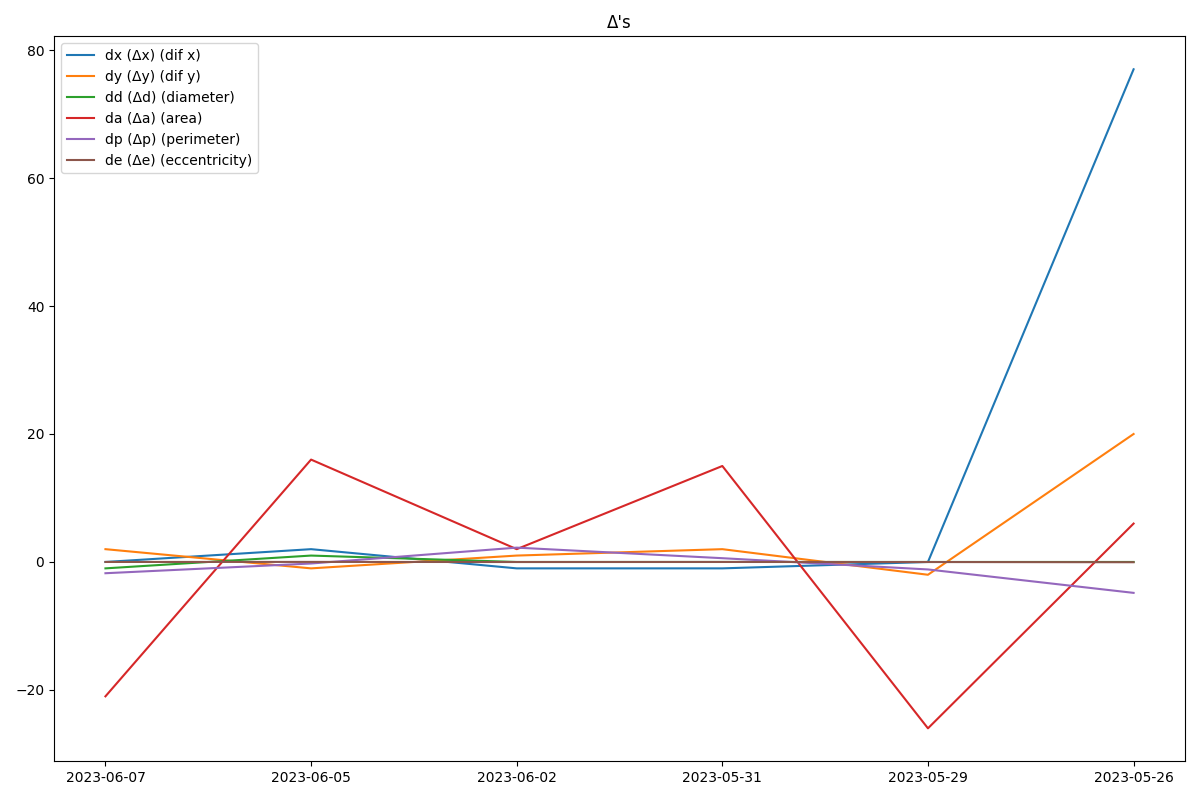 Δ's
dx (Δx) (dif x)
dy (Δy) (dif y)
dd (Δd) (diameter)
da (Δa) (area)
dp (Δp) (perimeter)
de (Δe) (eccentricity)
80
60
40
20
0
−20
2023-06-07 2023-06-05 2023-06-02 2023-05-31 2023-05-29 2023-05-26